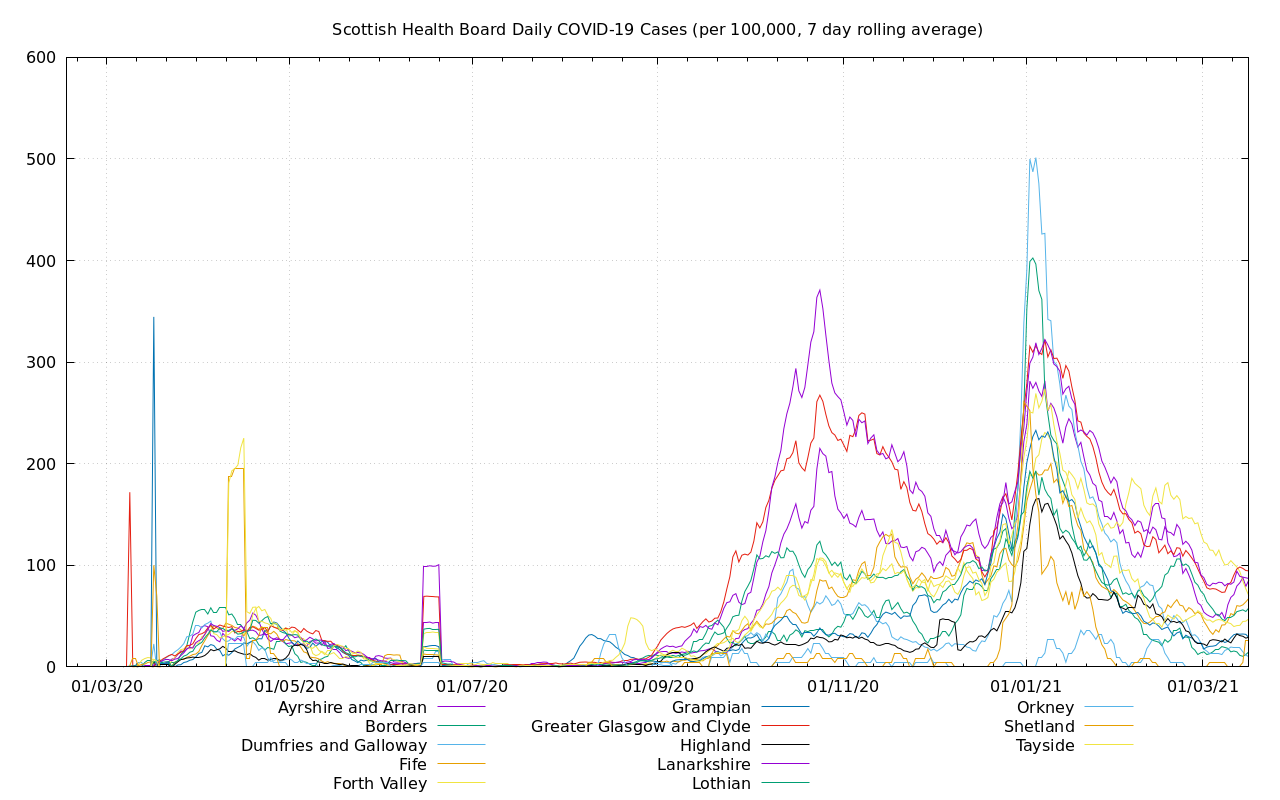 Scottish Health Board Daily COVID-19 Cases (per 100,000, 7 day rolling average)
600
500
400
300
200
100
0
01/03/20 01/05/20 01/07/20 01/09/20 01/11/20 01/01/21 01/03/21
Ayrshire and Arran Grampian Orkney
Borders Greater Glasgow and Clyde Shetland
Dumfries and Galloway Highland Tayside
Fife Lanarkshire
Forth Valley Lothian